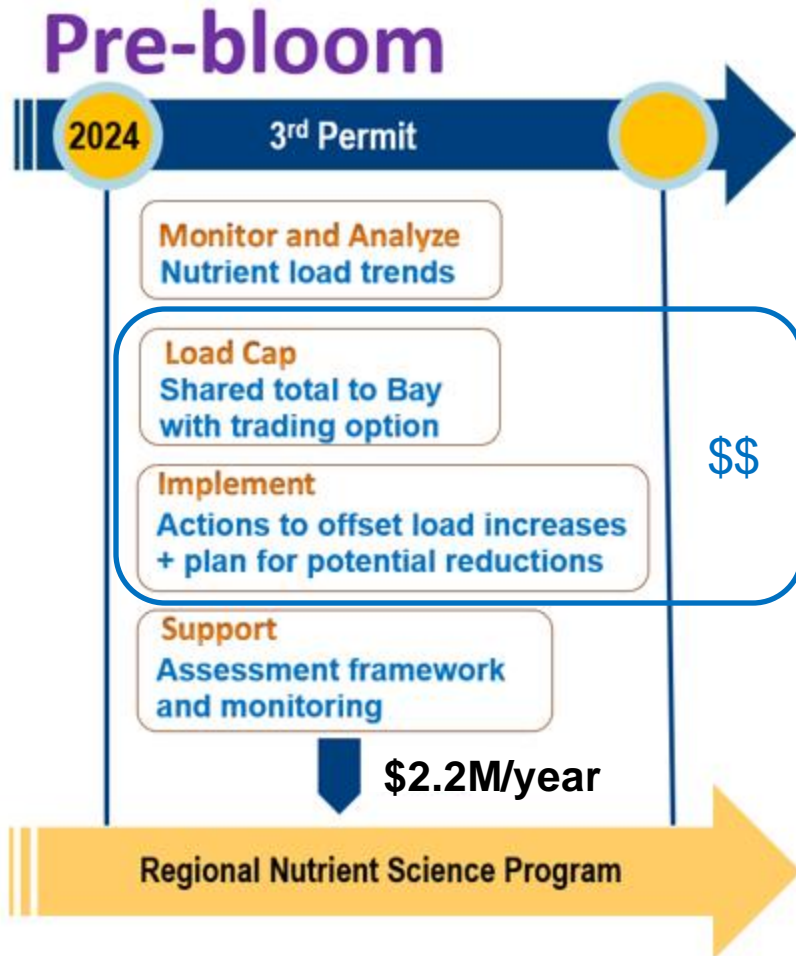 Pre-bloom
2024
3rd Permit
Monitor and Analyze
Nutrient load trends
Load Cap
Shared total to Bay
with trading option
$$
Implement
Actions to offset load increases
+ plan for potential reductions
Support
Assessment framework
and monitoring
$2.2M/year
Regional Nutrient Science Program